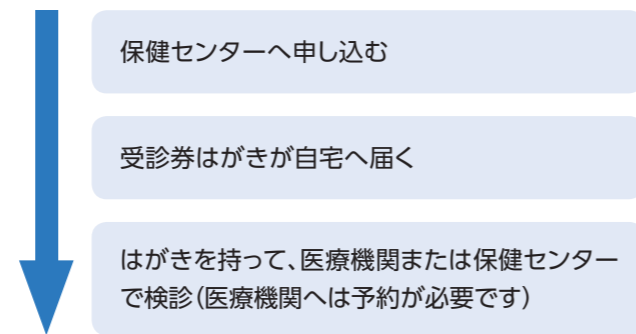 保健センターへ申し込む
受診券はがきが自宅へ届く
はがきを持って、医療機関または保健センター
で検診(医療機関へは予約が必要です)